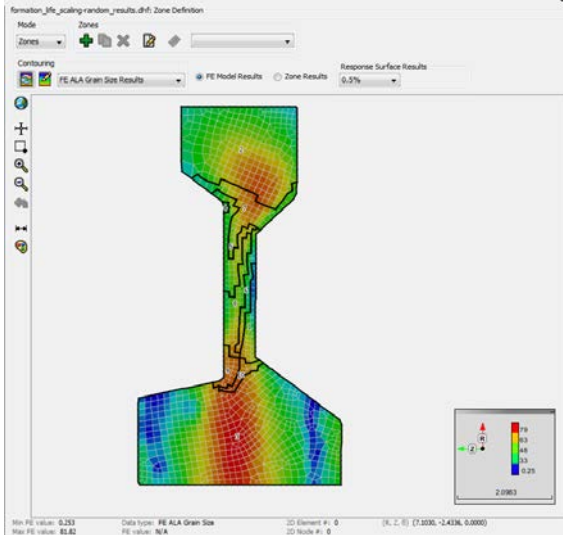 formation_life_scaling-random_results.dhf: Zone Definition
Mode
Zones
Zones
Contouring
FE ALA Grain Size Results
FE Model Results
Zone Results
Response Surface Results
0.5%
R
Z
79
63
48
33
0.25
2.0983
Min FE value: 0.253
Data type: FE ALA Grain Size
2D Element #: 0
(R, Z, θ) (7.1030, -2.4336, 0.0000)
Max FE value: 81.82
FE value: N/A
2D Node #: 0